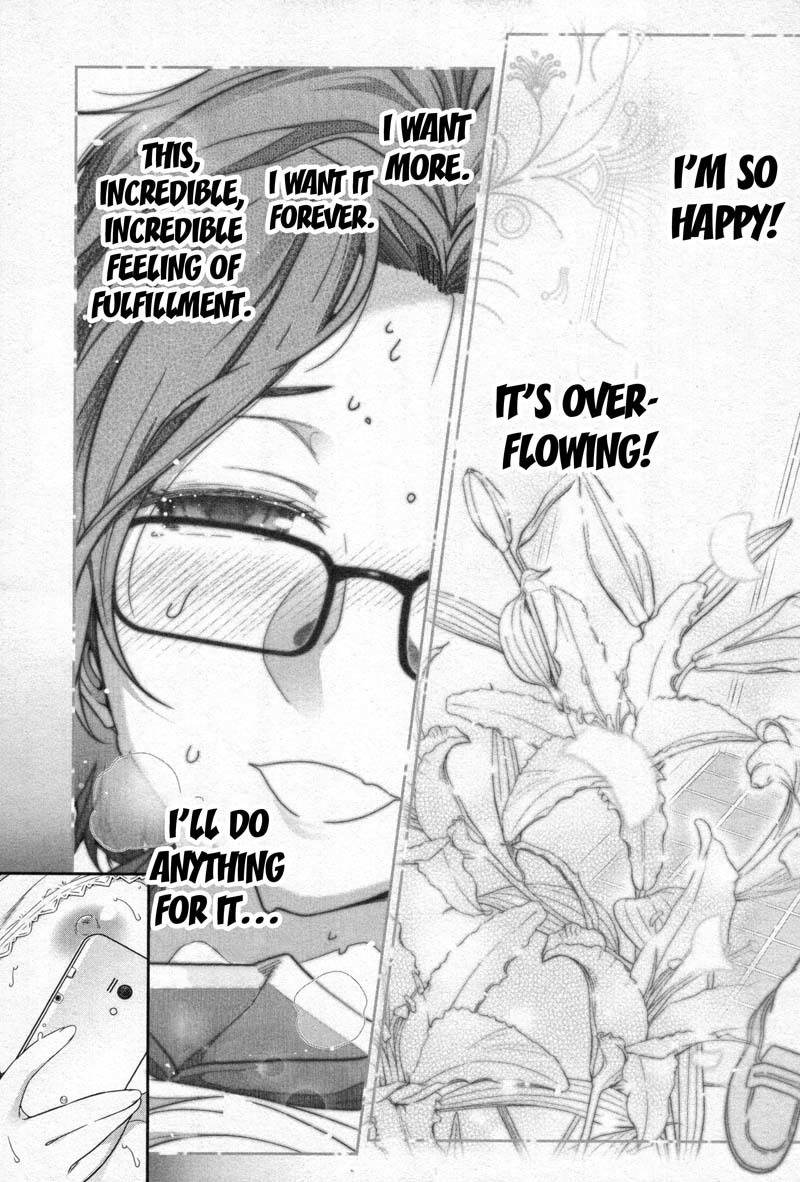 I'M SO
HAPPY!
IT'S OVER-
FLOWING!
I WANT
MORE.
I WANT IT
FOREVER.
THIS,
INCREDIBLE,
INCREDIBLE
FEELING OF
FULFILLMENT.
I'LL DO
ANYTHING
FOR IT...